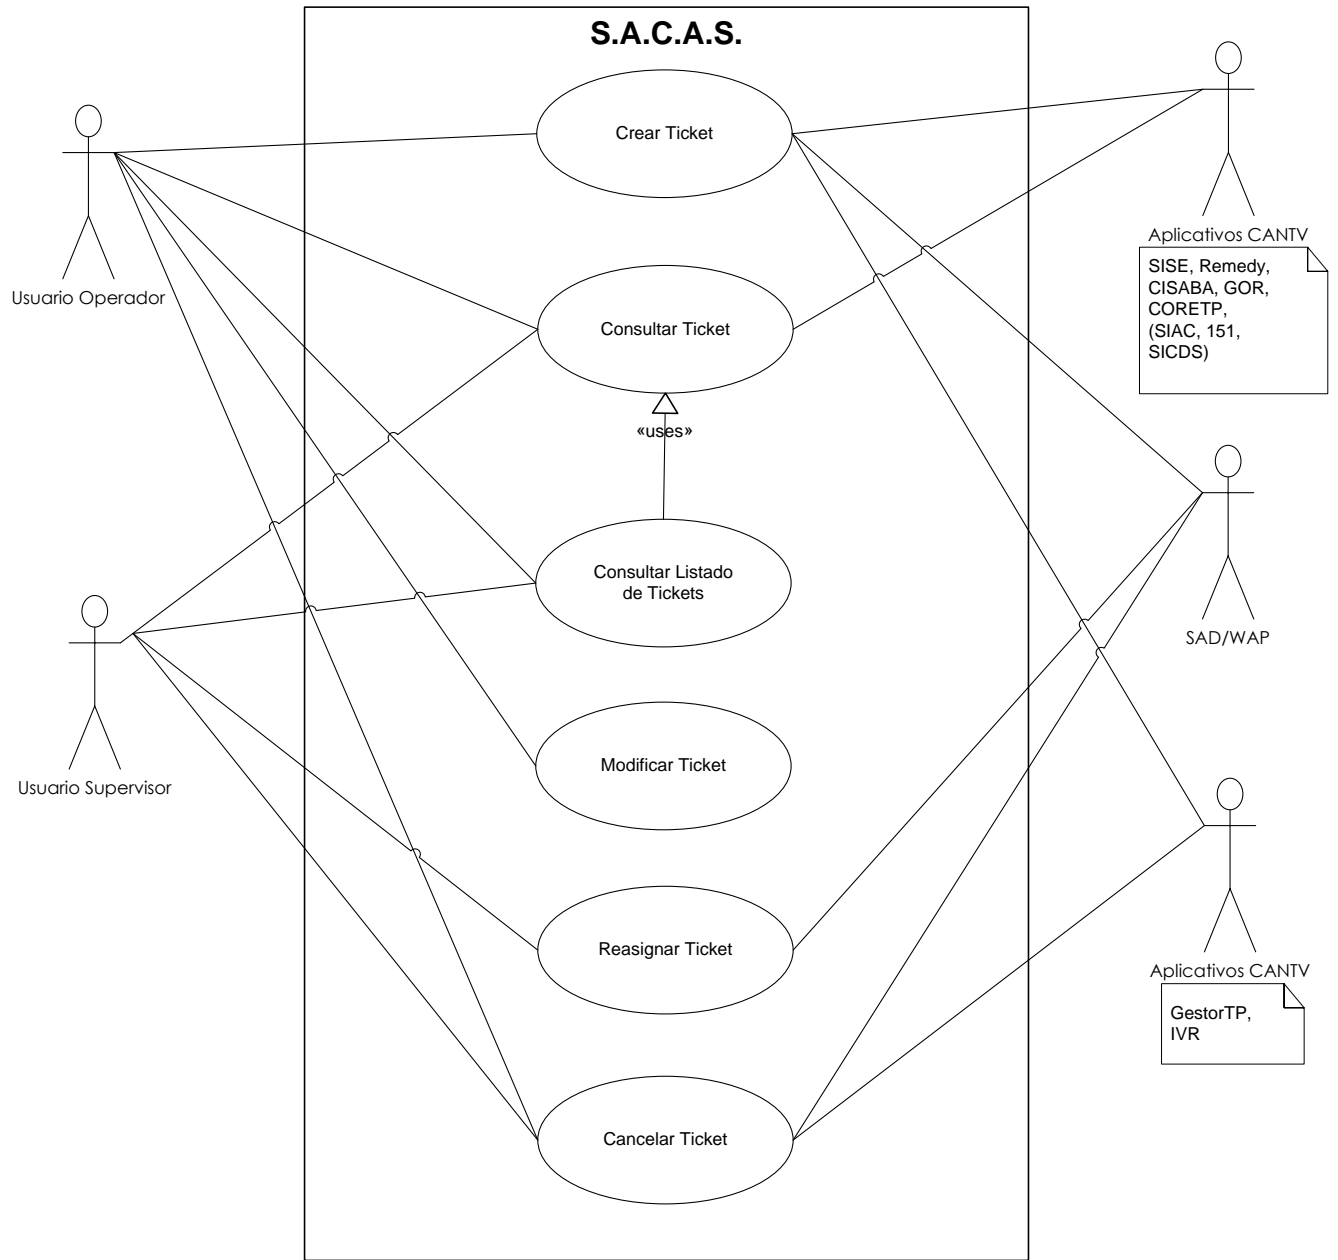 S.A.C.A.S.
Crear Ticket
Usuario Operador
Aplicativos CANTV
SISE, Remedy,
CISABA, GOR,
CORETP,
(SIAC, 151,
SICDS)
Consultar Ticket
«uses»
Consultar Listado
de Tickets
SAD/WAP
Usuario Supervisor
Modificar Ticket
Reasignar Ticket
Aplicativos CANTV
GestorTP,
IVR
Cancelar Ticket